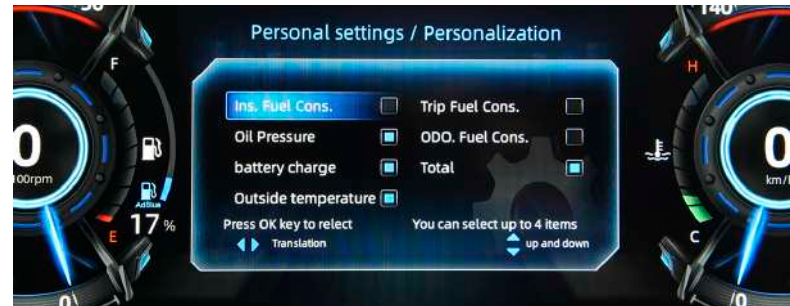 Personal settings / Personalization
140
F
H
Ins. Fuel Cons.
Trip Fuel Cons.
Oil Pressure
ODO. Fuel Cons.
battery charge
Total
Outside temperature
0
100rpm
0
km/
AdBlue
17 %
E
C
Press OK key to relect
You can select up to 4 items
Translation
up and down
0
0